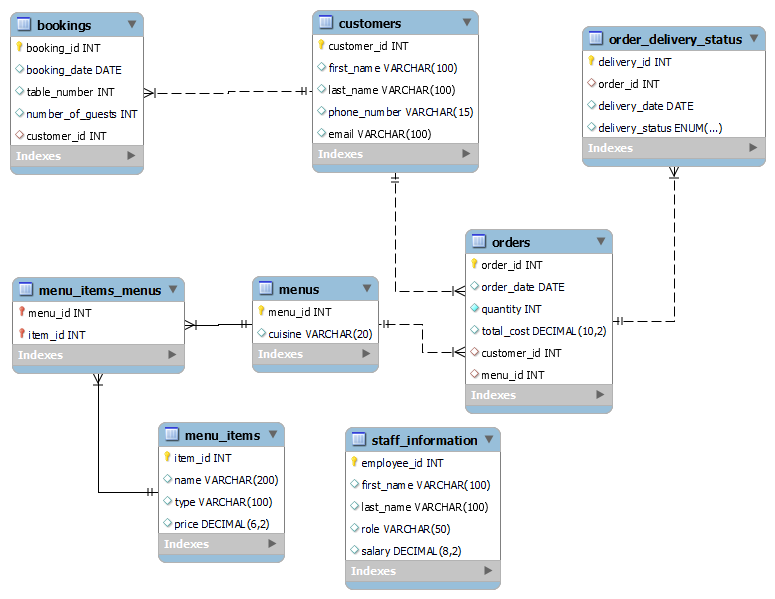 bookings
booking_id INT
booking_date DATE
table_number INT
number_of_guests INT
customer_id INT
Indexes
customers
customer_id INT
first_name VARCHAR(100)
last_name VARCHAR(100)
phone_number VARCHAR(15)
email VARCHAR(100)
Indexes
order_delivery_status
delivery_id INT
order_id INT
delivery_date DATE
delivery_status ENUM(...)
Indexes
orders
order_id INT
order_date DATE
quantity INT
total_cost DECIMAL(10,2)
customer_id INT
menu_id INT
Indexes
menu_items_menus
menu_id INT
item_id INT
Indexes
menus
menu_id INT
cuisine VARCHAR(20)
Indexes
menu_items
item_id INT
name VARCHAR(200)
type VARCHAR(100)
price DECIMAL(6,2)
Indexes
staff_information
employee_id INT
first_name VARCHAR(100)
last_name VARCHAR(100)
role VARCHAR(50)
salary DECIMAL(8,2)
Indexes